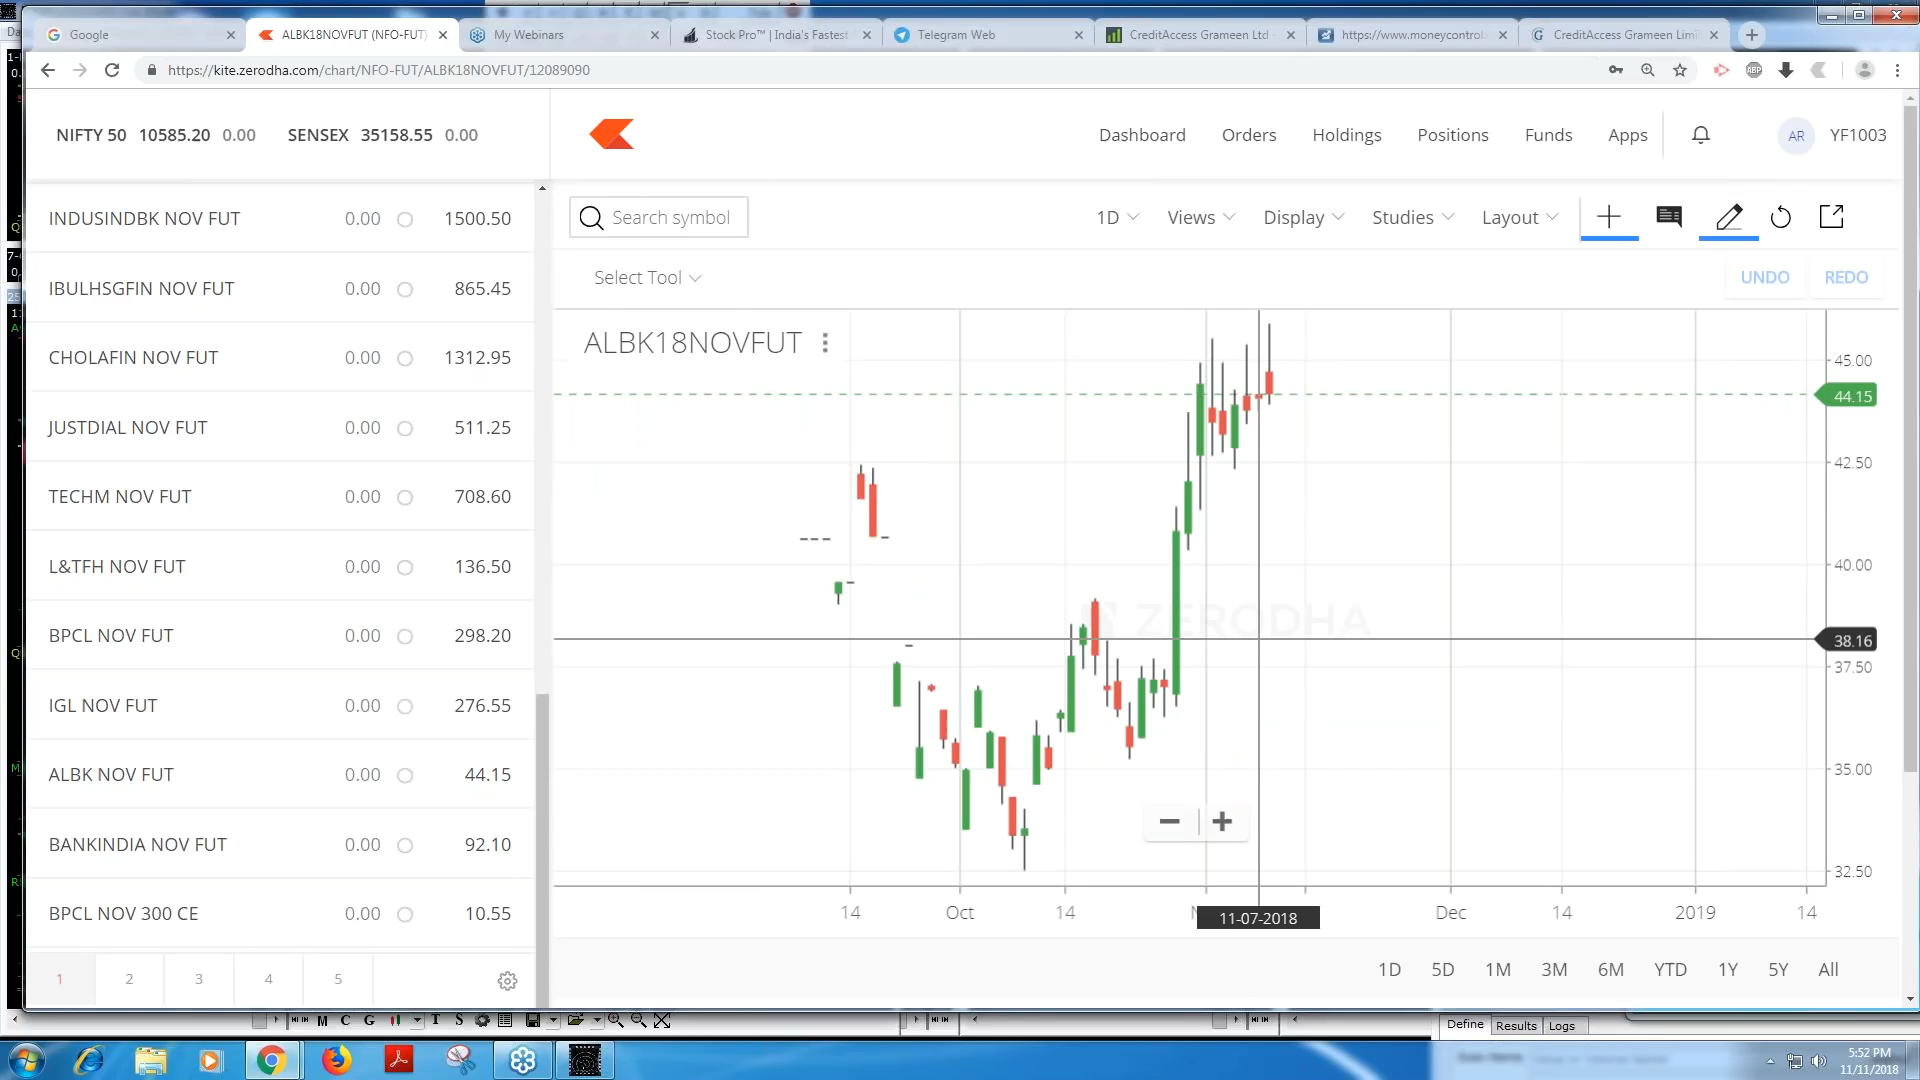 Google
ALBK18NOVFUT (NFO-FUT)
My Webinars
Stock Pro™ | India's Fastest
Telegram Web
CreditAccess Grameen Ltd -
https://www.moneycontrol
CreditAccess Grameen Limi
https://kite.zerodha.com/chart/NFO-FUT/ALBK18NOVFUT/12089090
ABP
NIFTY 50 10585.20 0.00 SENSEX 35158.55 0.00
Dashboard Orders Holdings Positions Funds Apps
AR YF1003
INDUSINDBK NOV FUT 0.00 1500.50
IBULHSGFIN NOV FUT 0.00 865.45
CHOLAFIN NOV FUT 0.00 1312.95
JUSTDIAL NOV FUT 0.00 511.25
TECHM NOV FUT 0.00 708.60
L&TFH NOV FUT 0.00 136.50
BPCL NOV FUT 0.00 298.20
IGL NOV FUT 0.00 276.55
ALBK NOV FUT 0.00 44.15
BANKINDIA NOV FUT 0.00 92.10
BPCL NOV 300 CE 0.00 10.55
1 2 3 4 5
Search symbol
1D Views Display Studies Layout
Select Tool
UNDO REDO
ALBK18NOVFUT
45.00
44.15
42.50
40.00
ZERODHA
38.16
37.50
35.00
32.50
14 Oct 14 Dec 14 2019 14
11-07-2018
1D 5D 1M 3M 6M YTD 1Y 5Y All
M C G T S
Define Results Logs
5:52 PM
11/11/2018